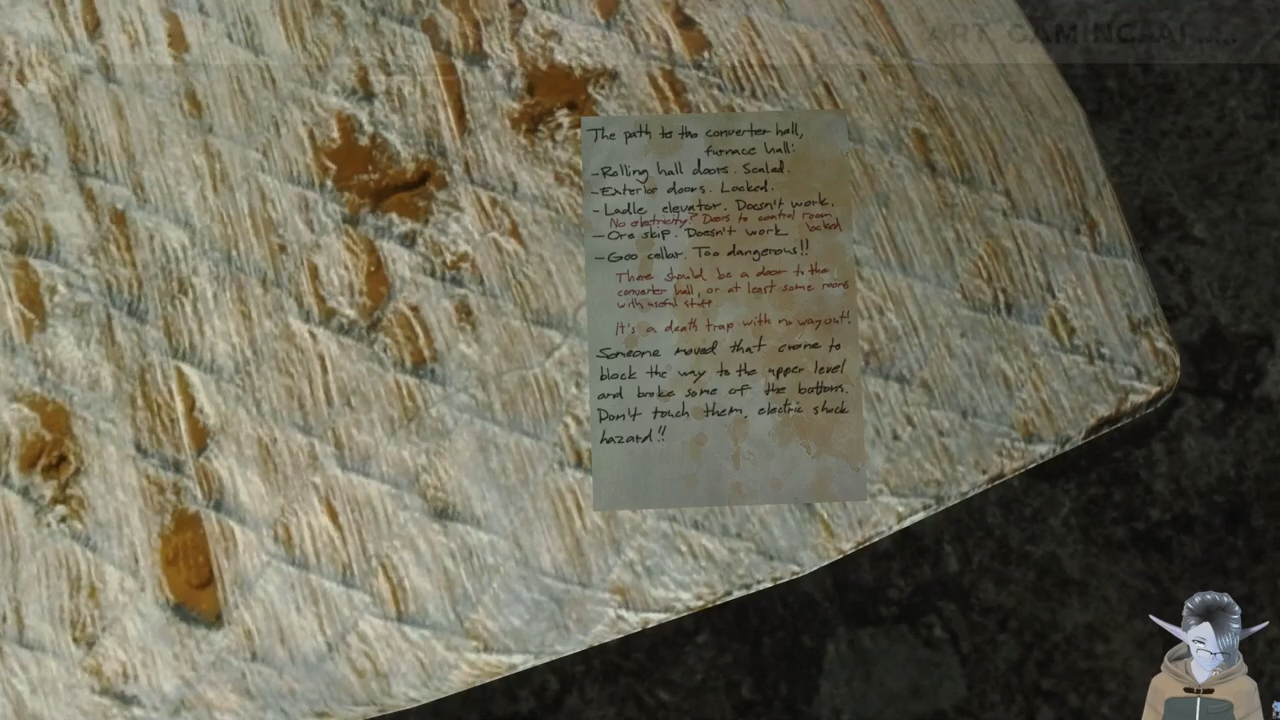 The path to the converter hall,
furnace hall:
-Rolling hall doors. Sealed.
-Exterior doors. Locked.
-Ladle elevator. Doesn't work.
No electricity? Doors to control room
locked
-Ore skip. Doesn't work
-Goo cellar. Too dangerous!!
There should be a door to the
converter hall, or at least some rooms
with useful stuff
It's a death trap with no way out!
Someone moved that crane to
block the way to the upper level
and broke some of the buttons.
Don't touch them, electric shock
hazard!!